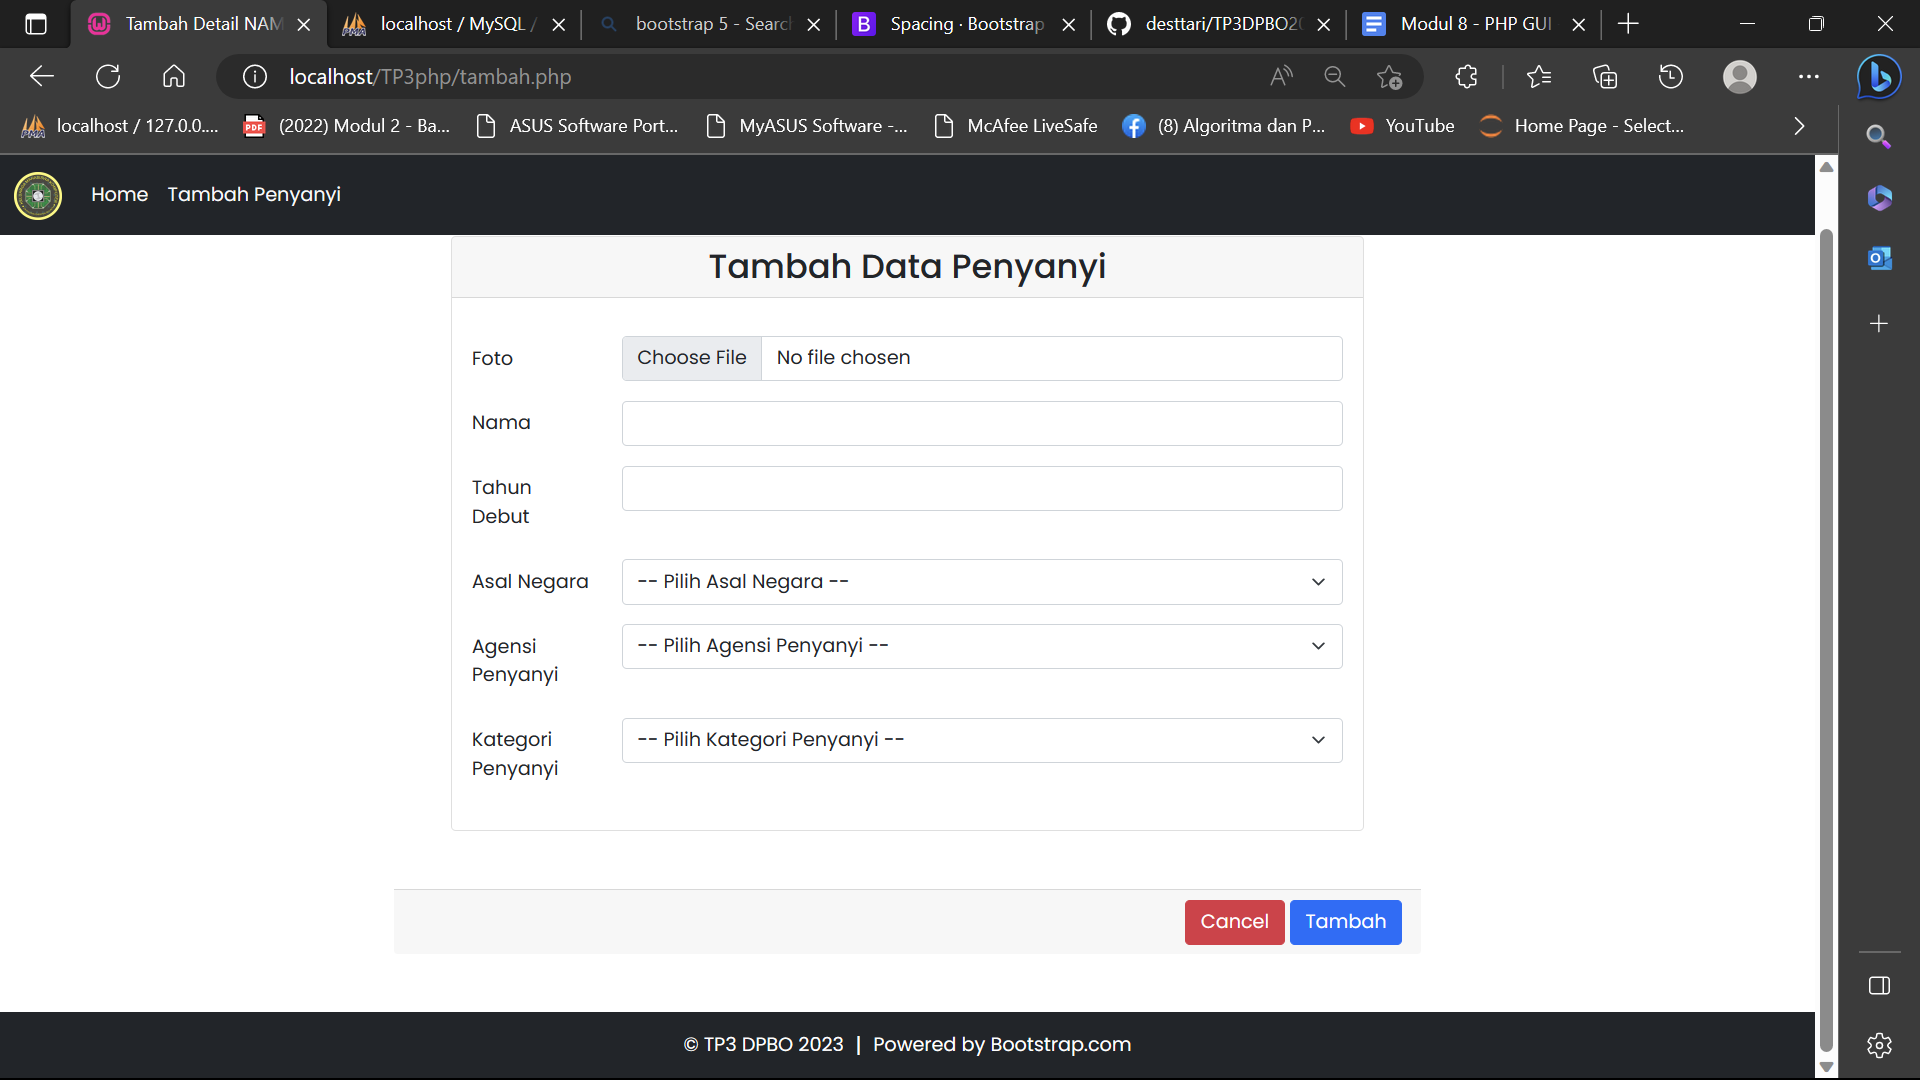 Tambah Detail NAM
localhost / MySQL /
bootstrap 5 - Search
Spacing · Bootstrap
desttari/TP3DPBO20
Modul 8 - PHP GUI
localhost/TP3php/tambah.php
localhost / 127.0.0....
(2022) Modul 2 - Ba...
ASUS Software Port...
MyASUS Software -...
McAfee LiveSafe
(8) Algoritma dan P...
YouTube
Home Page - Select...
Home
Tambah Penyanyi
Tambah Data Penyanyi
Foto
Choose File
No file chosen
Nama
Tahun
Debut
Asal Negara
-- Pilih Asal Negara --
Agensi
Penyanyi
-- Pilih Agensi Penyanyi --
Kategori
Penyanyi
-- Pilih Kategori Penyanyi --
Cancel
Tambah
© TP3 DPBO 2023 | Powered by Bootstrap.com